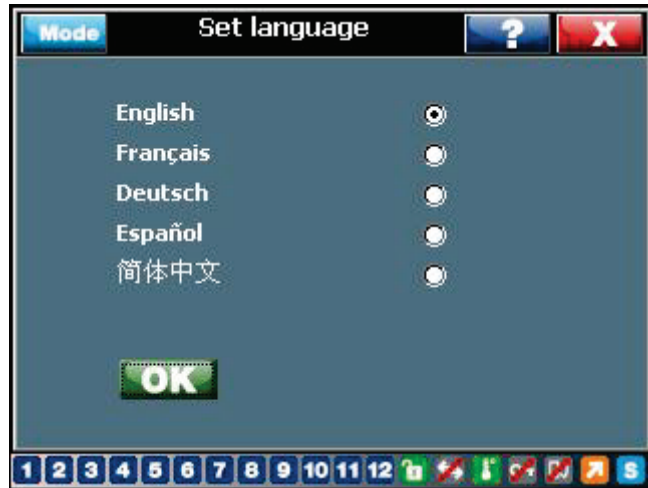 Mode Set language ? X
English
Français
Deutsch
Español
简体中文
OK
1 2 3 4 5 6 7 8 9 10 11 12 S